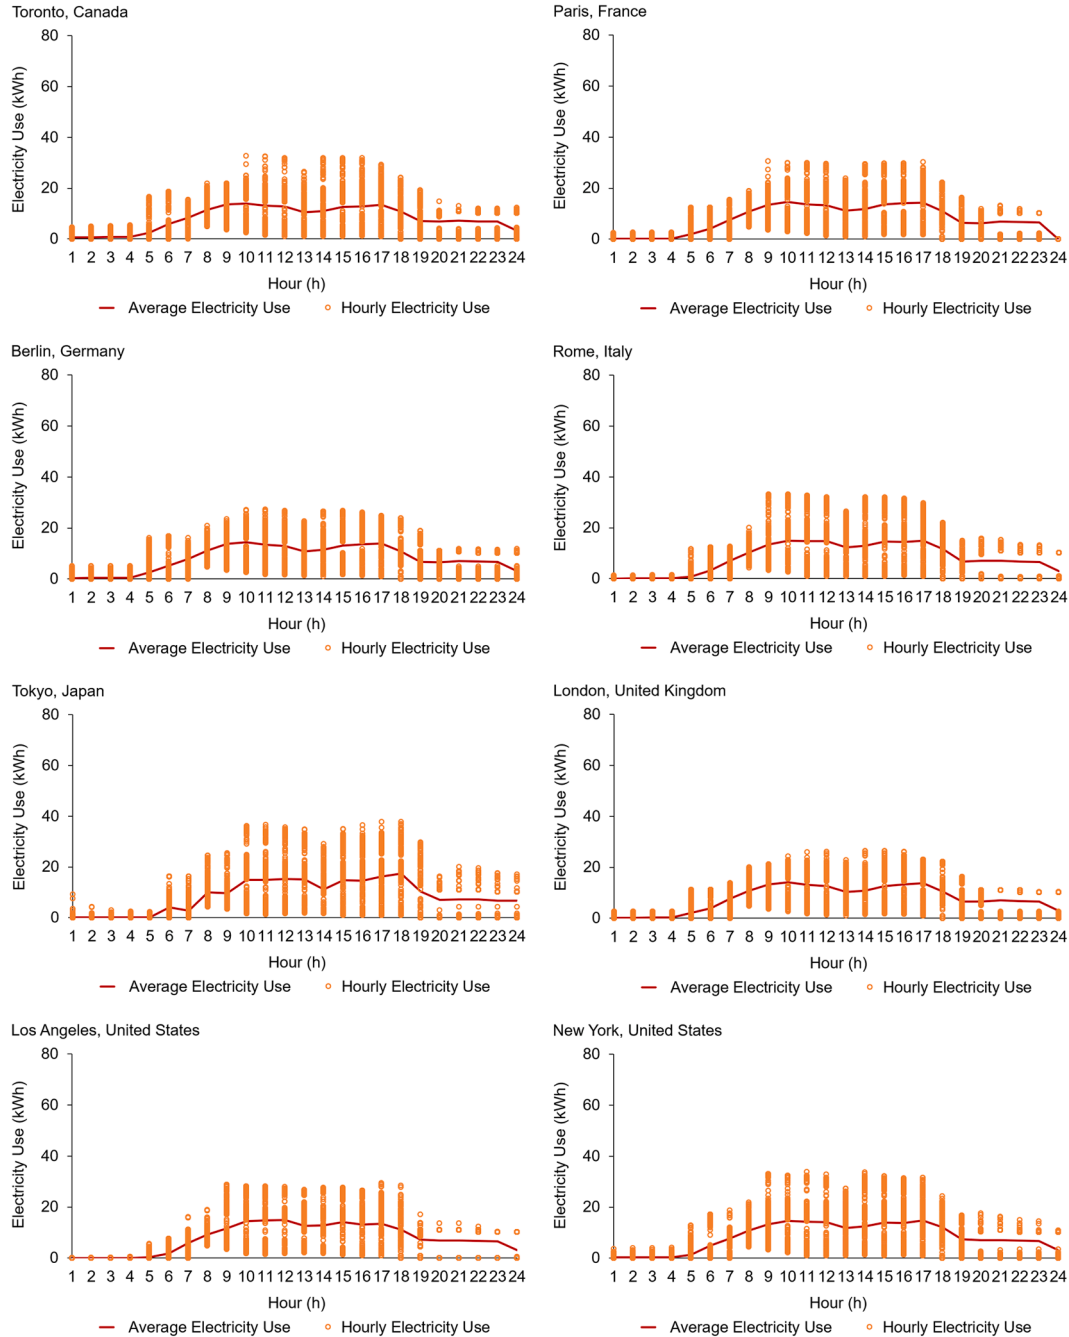 Toronto, Canada
Electricity Use (kWh)
80
60
40
20
0
1 2 3 4 5 6 7 8 9 10 11 12 13 14 15 16 17 18 19 20 21 22 23 24
Hour (h)
Average Electricity Use Hourly Electricity Use
Paris, France
Electricity Use (kWh)
80
60
40
20
0
1 2 3 4 5 6 7 8 9 10 11 12 13 14 15 16 17 18 19 20 21 22 23 24
Hour (h)
Average Electricity Use Hourly Electricity Use
Berlin, Germany
Electricity Use (kWh)
80
60
40
20
0
1 2 3 4 5 6 7 8 9 10 11 12 13 14 15 16 17 18 19 20 21 22 23 24
Hour (h)
Average Electricity Use Hourly Electricity Use
Rome, Italy
Electricity Use (kWh)
80
60
40
20
0
1 2 3 4 5 6 7 8 9 10 11 12 13 14 15 16 17 18 19 20 21 22 23 24
Hour (h)
Average Electricity Use Hourly Electricity Use
Tokyo, Japan
Electricity Use (kWh)
80
60
40
20
0
1 2 3 4 5 6 7 8 9 10 11 12 13 14 15 16 17 18 19 20 21 22 23 24
Hour (h)
Average Electricity Use Hourly Electricity Use
London, United Kingdom
Electricity Use (kWh)
80
60
40
20
0
1 2 3 4 5 6 7 8 9 10 11 12 13 14 15 16 17 18 19 20 21 22 23 24
Hour (h)
Average Electricity Use Hourly Electricity Use
Los Angeles, United States
Electricity Use (kWh)
80
60
40
20
0
1 2 3 4 5 6 7 8 9 10 11 12 13 14 15 16 17 18 19 20 21 22 23 24
Hour (h)
Average Electricity Use Hourly Electricity Use
New York, United States
Electricity Use (kWh)
80
60
40
20
0
1 2 3 4 5 6 7 8 9 10 11 12 13 14 15 16 17 18 19 20 21 22 23 24
Hour (h)
Average Electricity Use Hourly Electricity Use